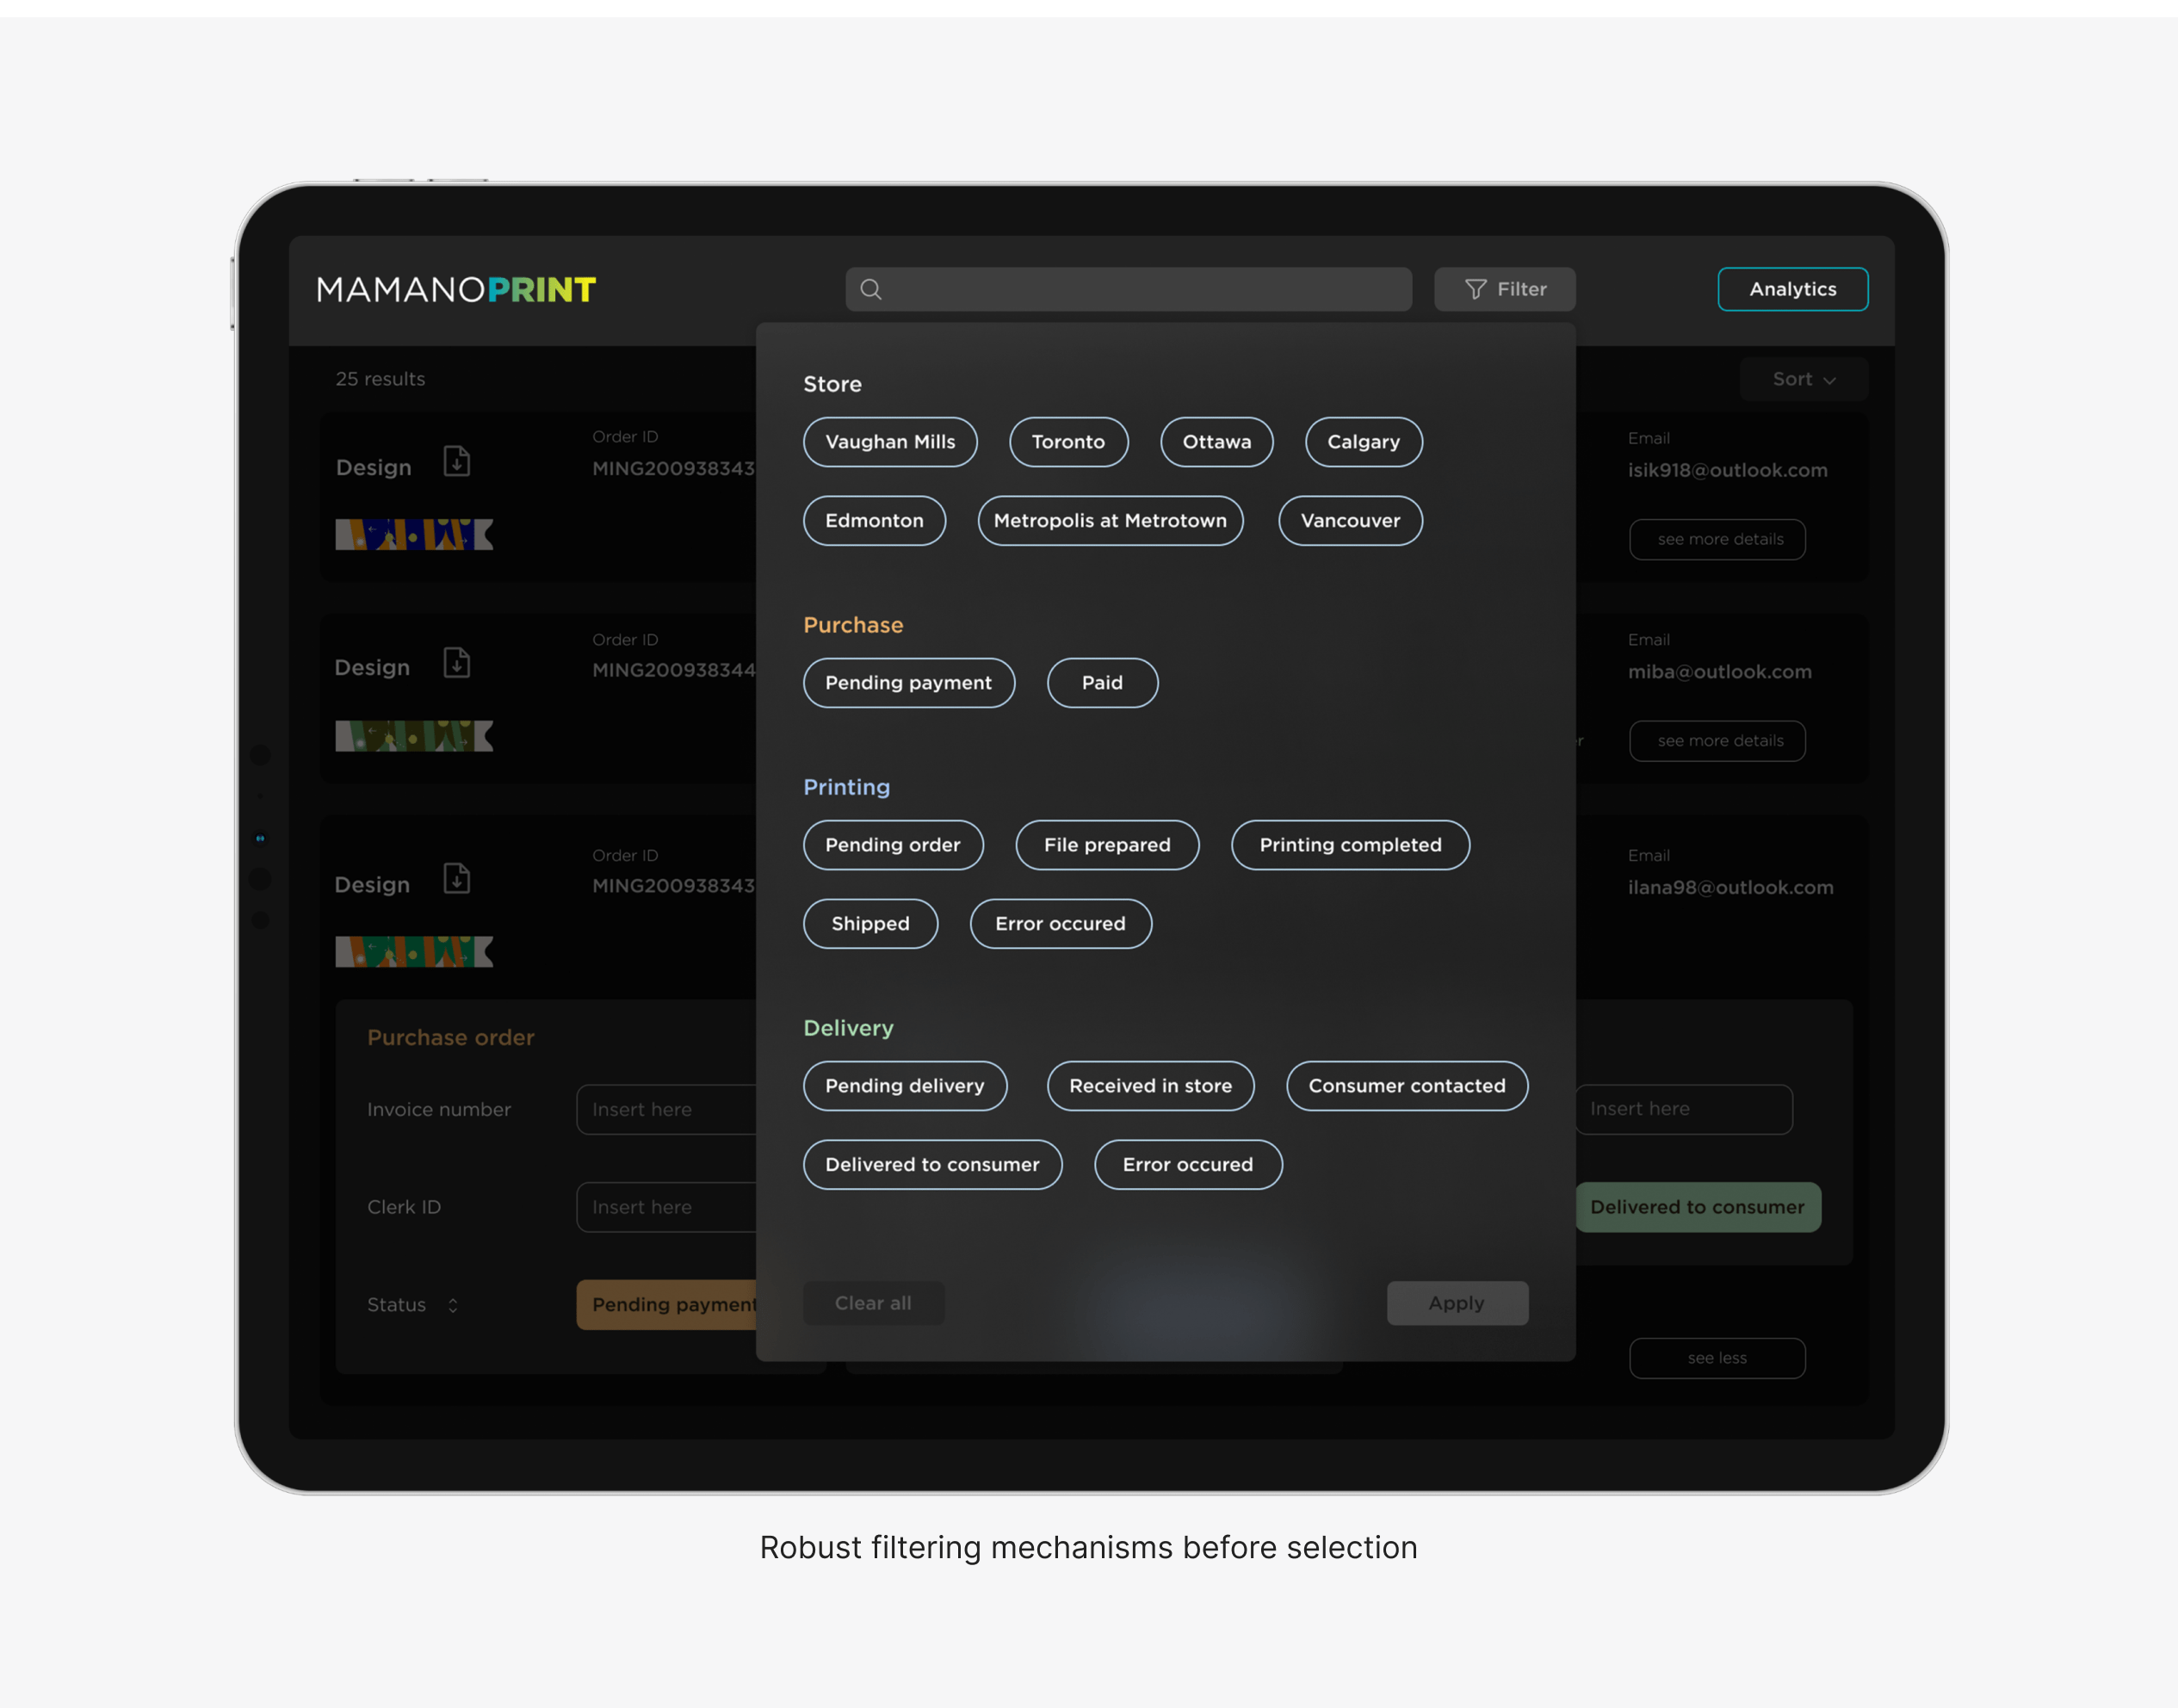 MAMANOPRINT
Filter
Analytics
25 results
Sort
Design
Order ID
MING200938343
Email
isik918@outlook.com
see more details
Design
Order ID
MING200938344
Email
miba@outlook.com
r
see more details
Design
Order ID
MING200938343
Email
ilana98@outlook.com
Purchase order
Invoice number
Insert here
Insert here
Clerk ID
Insert here
Delivered to consumer
Status
Pending payment
see less
Store
Vaughan Mills
Toronto
Ottawa
Calgary
Edmonton
Metropolis at Metrotown
Vancouver
Purchase
Pending payment
Paid
Printing
Pending order
File prepared
Printing completed
Shipped
Error occured
Delivery
Pending delivery
Received in store
Consumer contacted
Delivered to consumer
Error occured
Clear all
Apply
Robust filtering mechanisms before selection